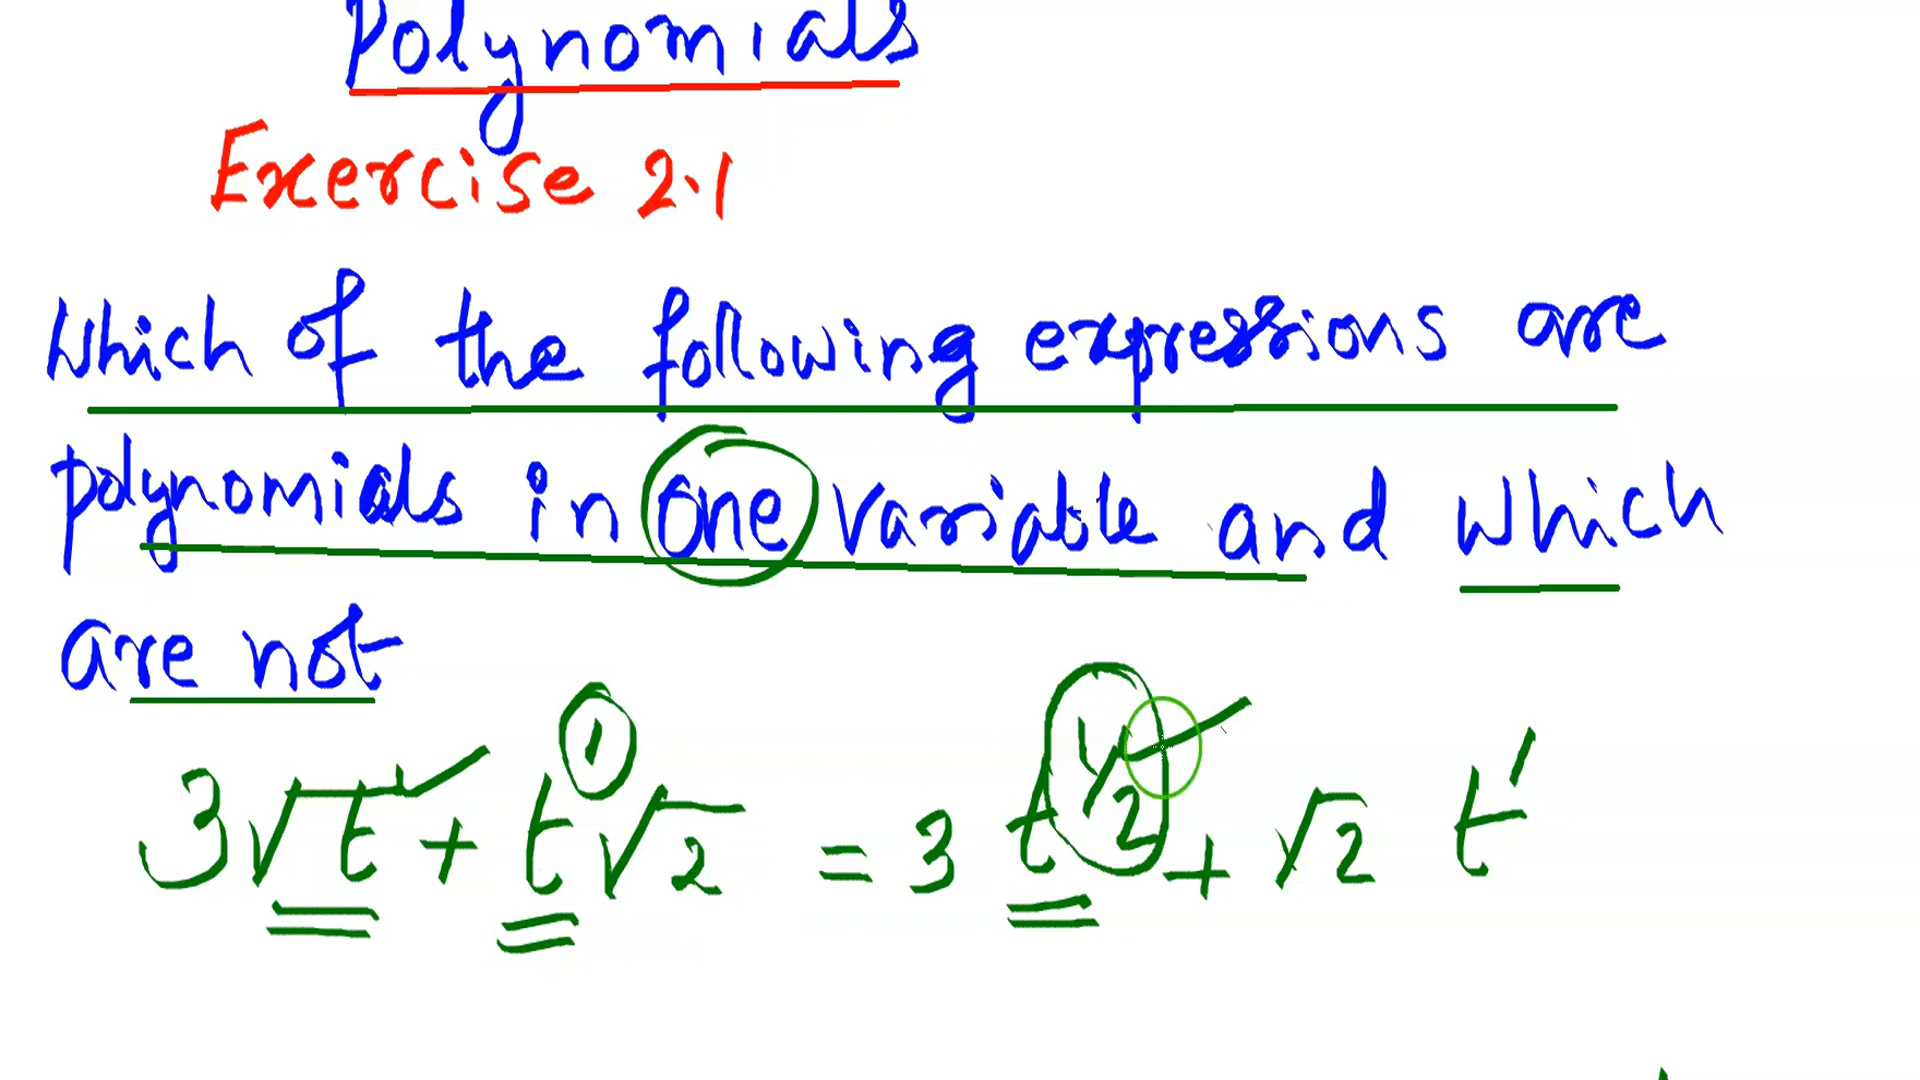 Polynomials
Exercise 2.1
Which of the following expressions are
polynomials in one variable and which
are not
3√t + t¹√2 = 3 t^1/2 + √2 t¹